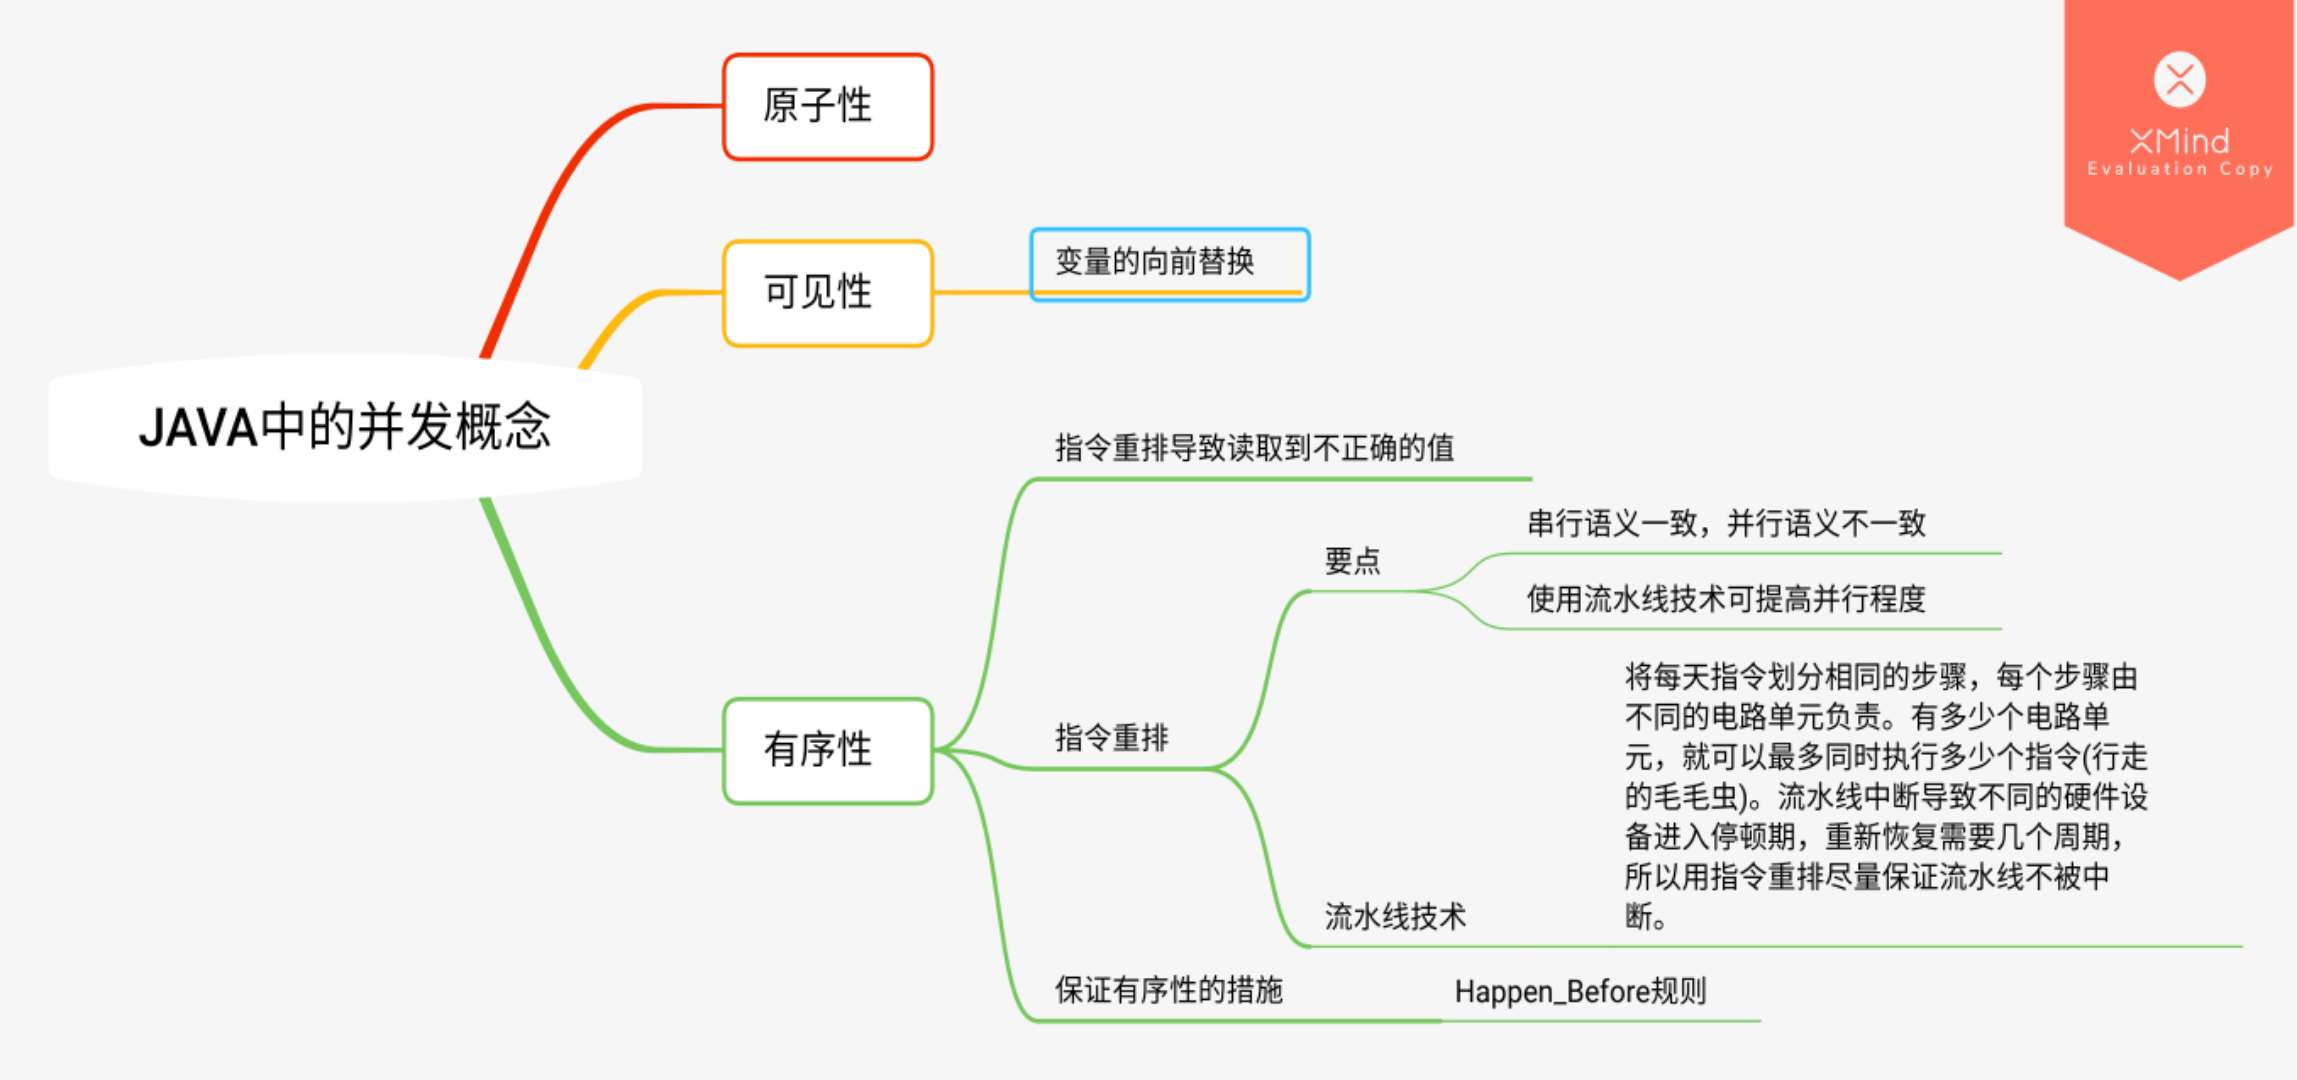 原子性
XMind
Evaluation Copy
可见性
变量的向前替换
JAVA中的并发概念
指令重排导致读取到不正确的值
串行语义一致，并行语义不一致
要点
使用流水线技术可提高并行程度
有序性
指令重排
将每天指令划分相同的步骤，每个步骤由
不同的电路单元负责。有多少个电路单
元，就可以最多同时执行多少个指令(行走
的毛毛虫)。流水线中断导致不同的硬件设
备进入停顿期，重新恢复需要几个周期，
所以用指令重排尽量保证流水线不被中
断。
流水线技术
保证有序性的措施
Happen_Before规则